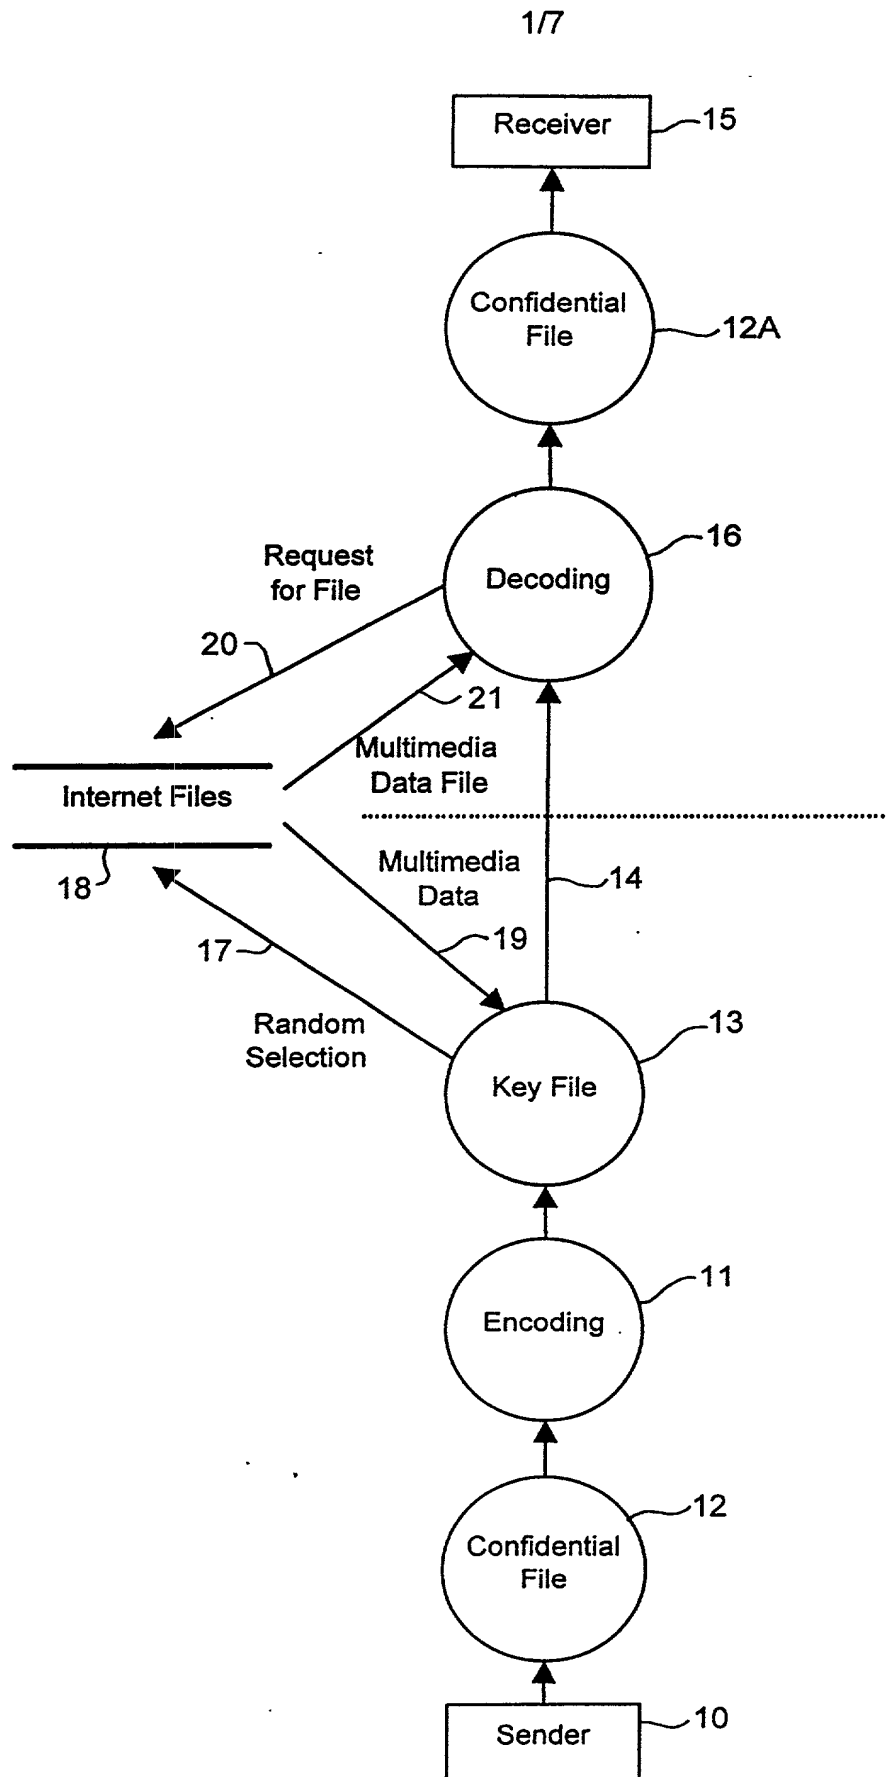 1/7
Receiver
15
Confidential
File
12A
16
Decoding
Request
for File
20
21
Multimedia
Data File
Internet Files
18
Multimedia
Data
14
17
19
Random
Selection
13
Key File
11
Encoding
12
Confidential
File
10
Sender